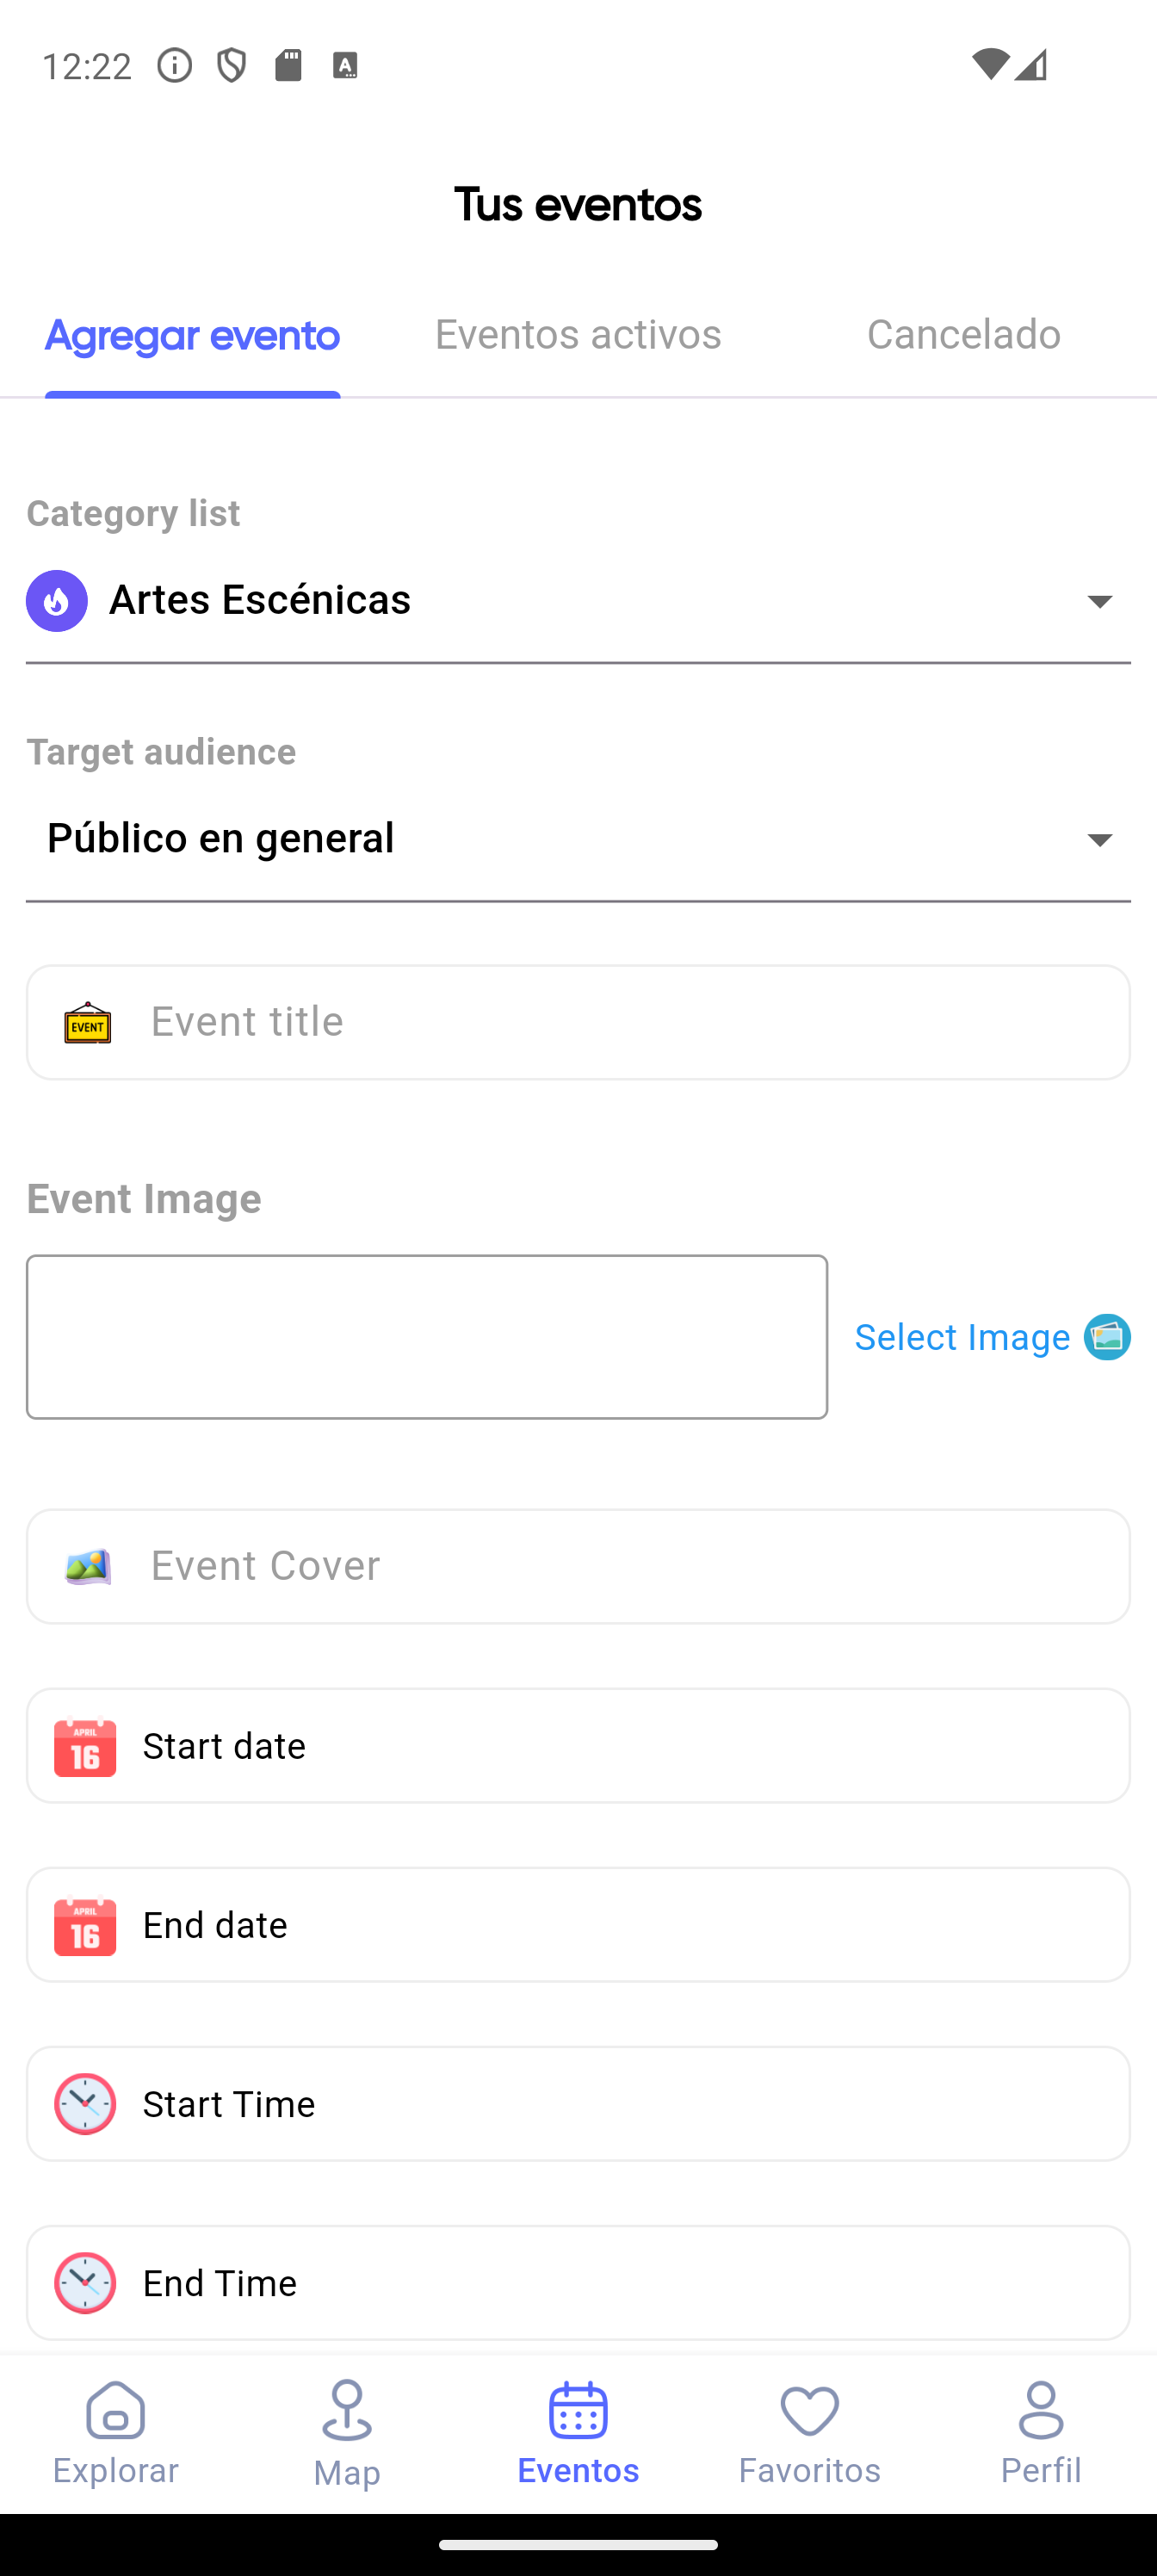 12:22
Tus eventos
Agregar evento
Eventos activos
Cancelado
Category list
Artes Escénicas
Target audience
Público en general
EVENT
Event title
Event Image
Select Image
Event Cover
APRIL
16
Start date
APRIL
16
End date
Start Time
End Time
Explorar
Map
Eventos
Favoritos
Perfil